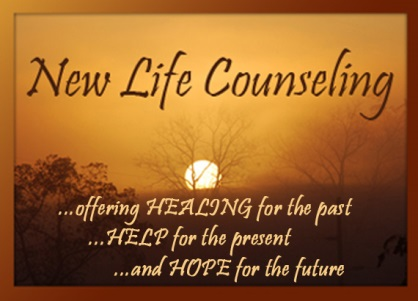 New Life Counseling
...offering HEALING for the past
...HELP for the present
...and HOPE for the future